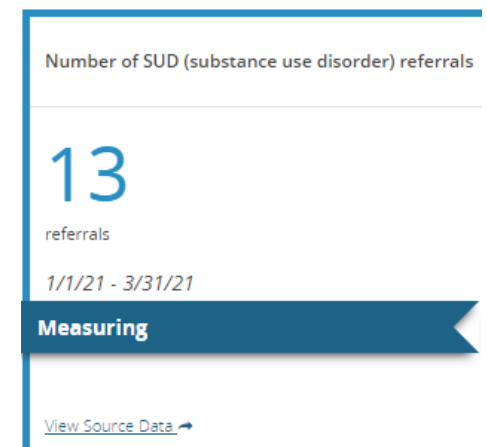 Number of SUD (substance use disorder) referrals
13
referrals
1/1/21 - 3/31/21
Measuring
View Source Data